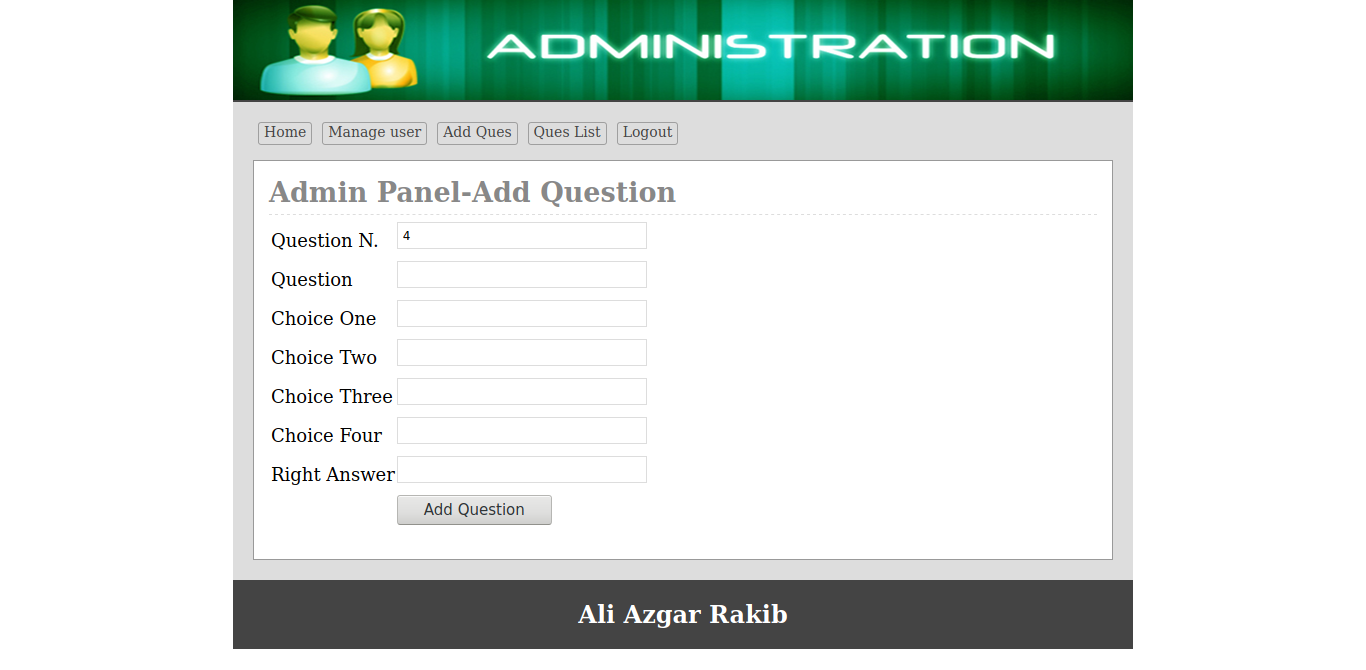 ADMINISTRATION
Home Manage user Add Ques Ques List Logout
Admin Panel-Add Question
Question N. 4
Question
Choice One
Choice Two
Choice Three
Choice Four
Right Answer
Add Question
Ali Azgar Rakib